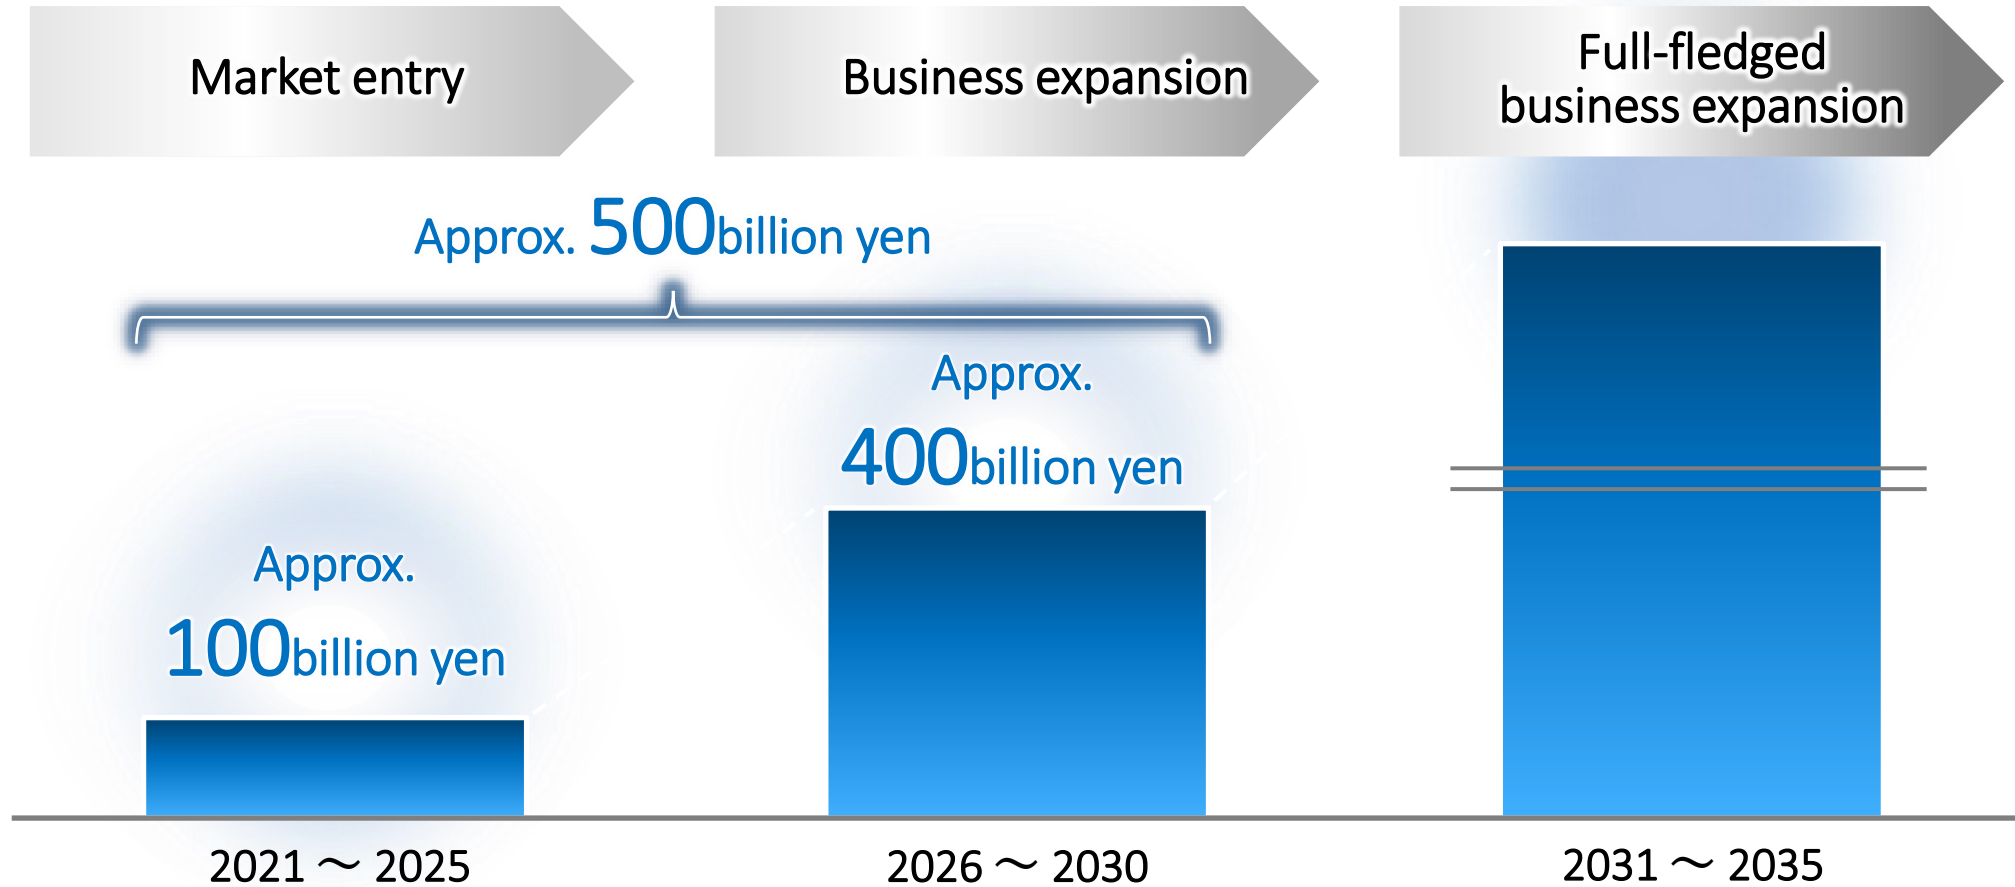 Market entry
Business expansion
Full-fledged
business expansion
Approx. 500billion yen
Approx.
400billion yen
Approx.
100billion yen
2021 ～ 2025
2026 ～ 2030
2031 ～ 2035